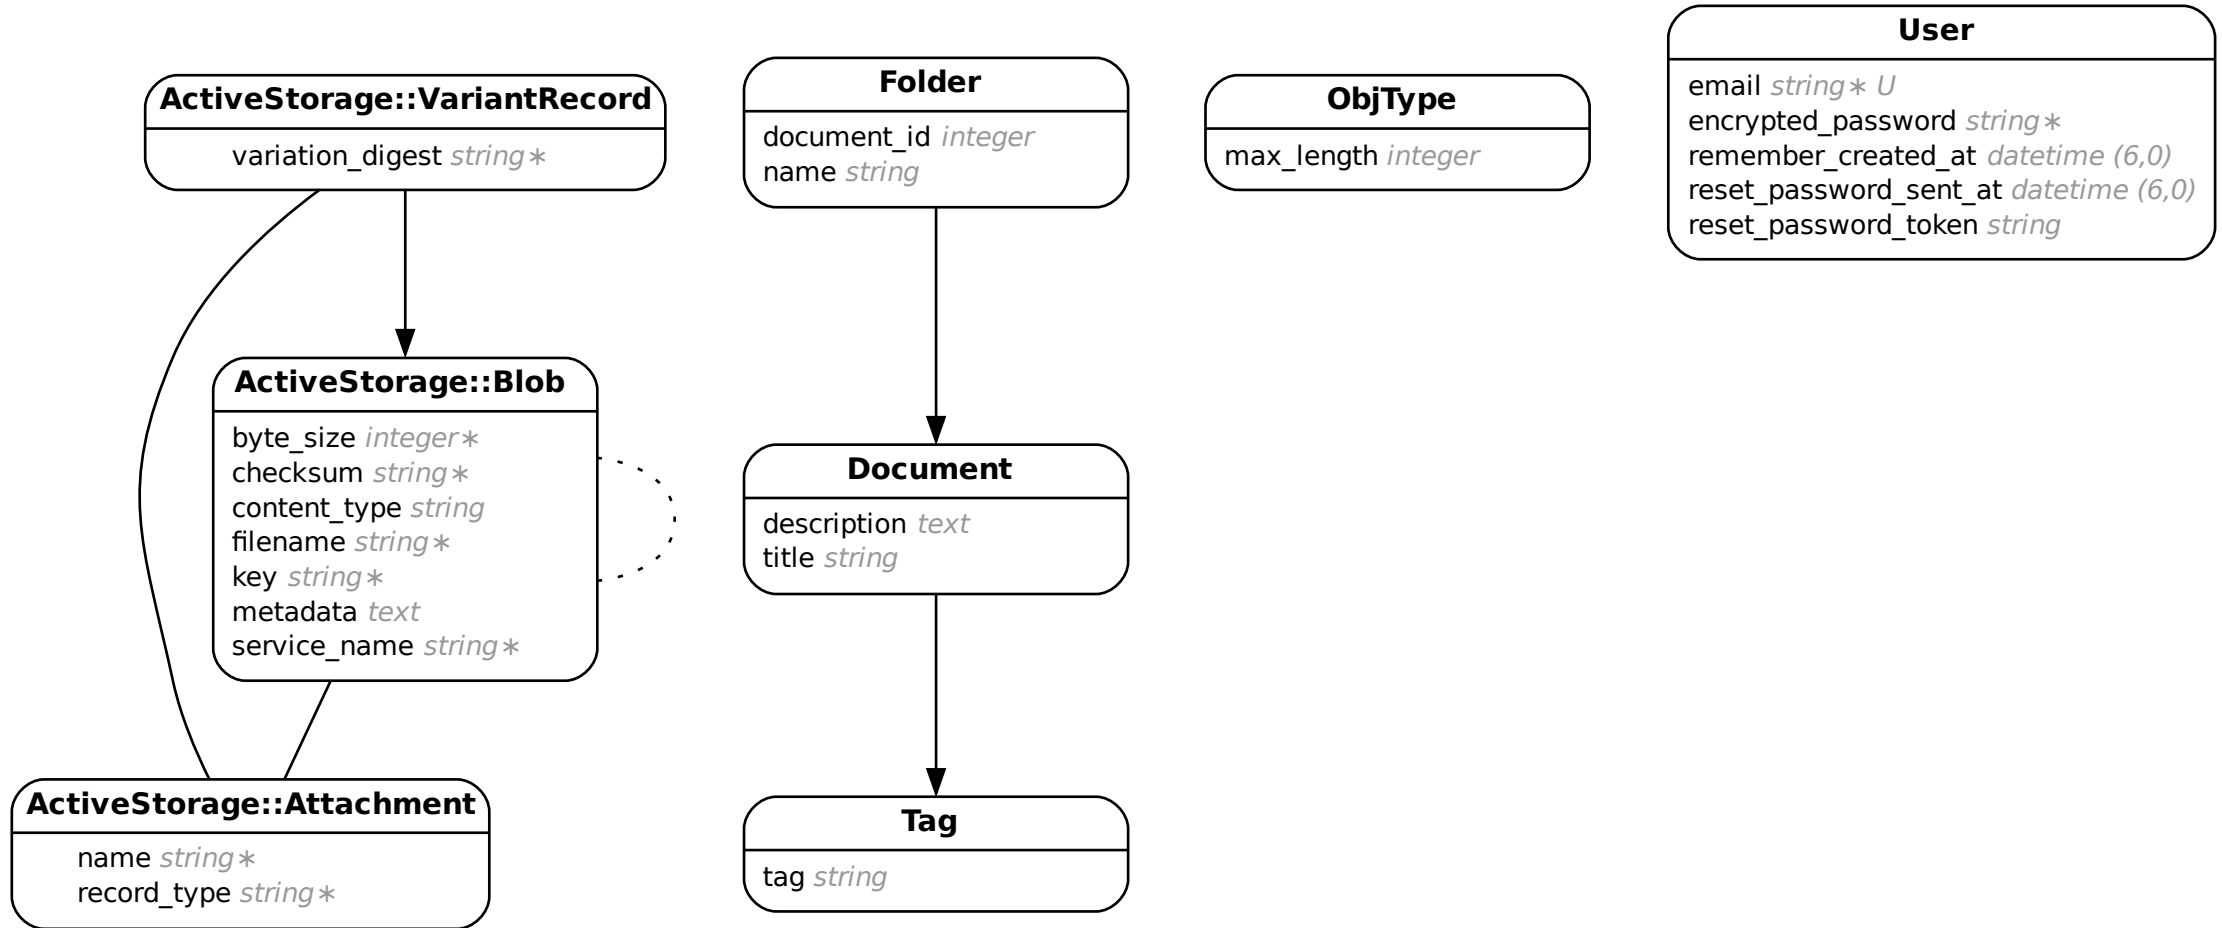 ActiveStorage::VariantRecord
variation_digest string∗
ActiveStorage::Blob
byte_size integer∗
checksum string∗
content_type string
filename string∗
key string∗
metadata text
service_name string∗
ActiveStorage::Attachment
name string∗
record_type string∗
Folder
document_id integer
name string
Document
description text
title string
Tag
tag string
ObjType
max_length integer
User
email string∗ U
encrypted_password string∗
remember_created_at datetime (6,0)
reset_password_sent_at datetime (6,0)
reset_password_token string